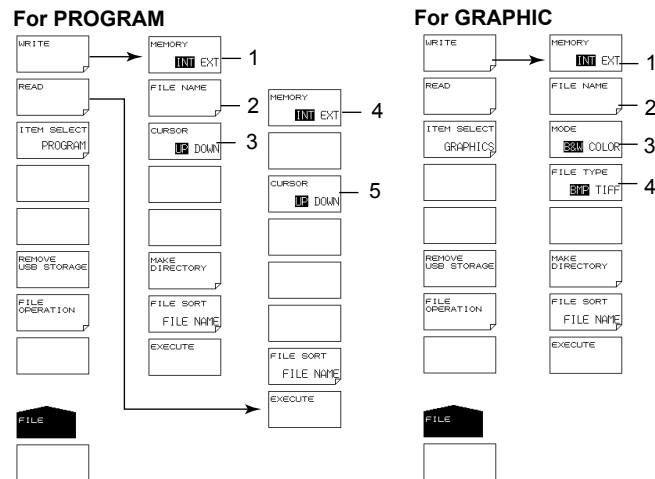 For PROGRAM
WRITE
READ
ITEM SELECT
PROGRAM
REMOVE
USB STORAGE
FILE
OPERATION
FILE
MEMORY
INT EXT
1
FILE NAME
2
CURSOR
UP DOWN
3
MAKE
DIRECTORY
FILE SORT
FILE NAME
EXECUTE
MEMORY
INT EXT
4
CURSOR
UP DOWN
5
FILE SORT
FILE NAME
EXECUTE
For GRAPHIC
WRITE
READ
ITEM SELECT
GRAPHICS
REMOVE
USB STORAGE
FILE
OPERATION
FILE
MEMORY
INT EXT
1
FILE NAME
2
MODE
B&W COLOR
3
FILE TYPE
BMP TIFF
4
MAKE
DIRECTORY
FILE SORT
FILE NAME
EXECUTE